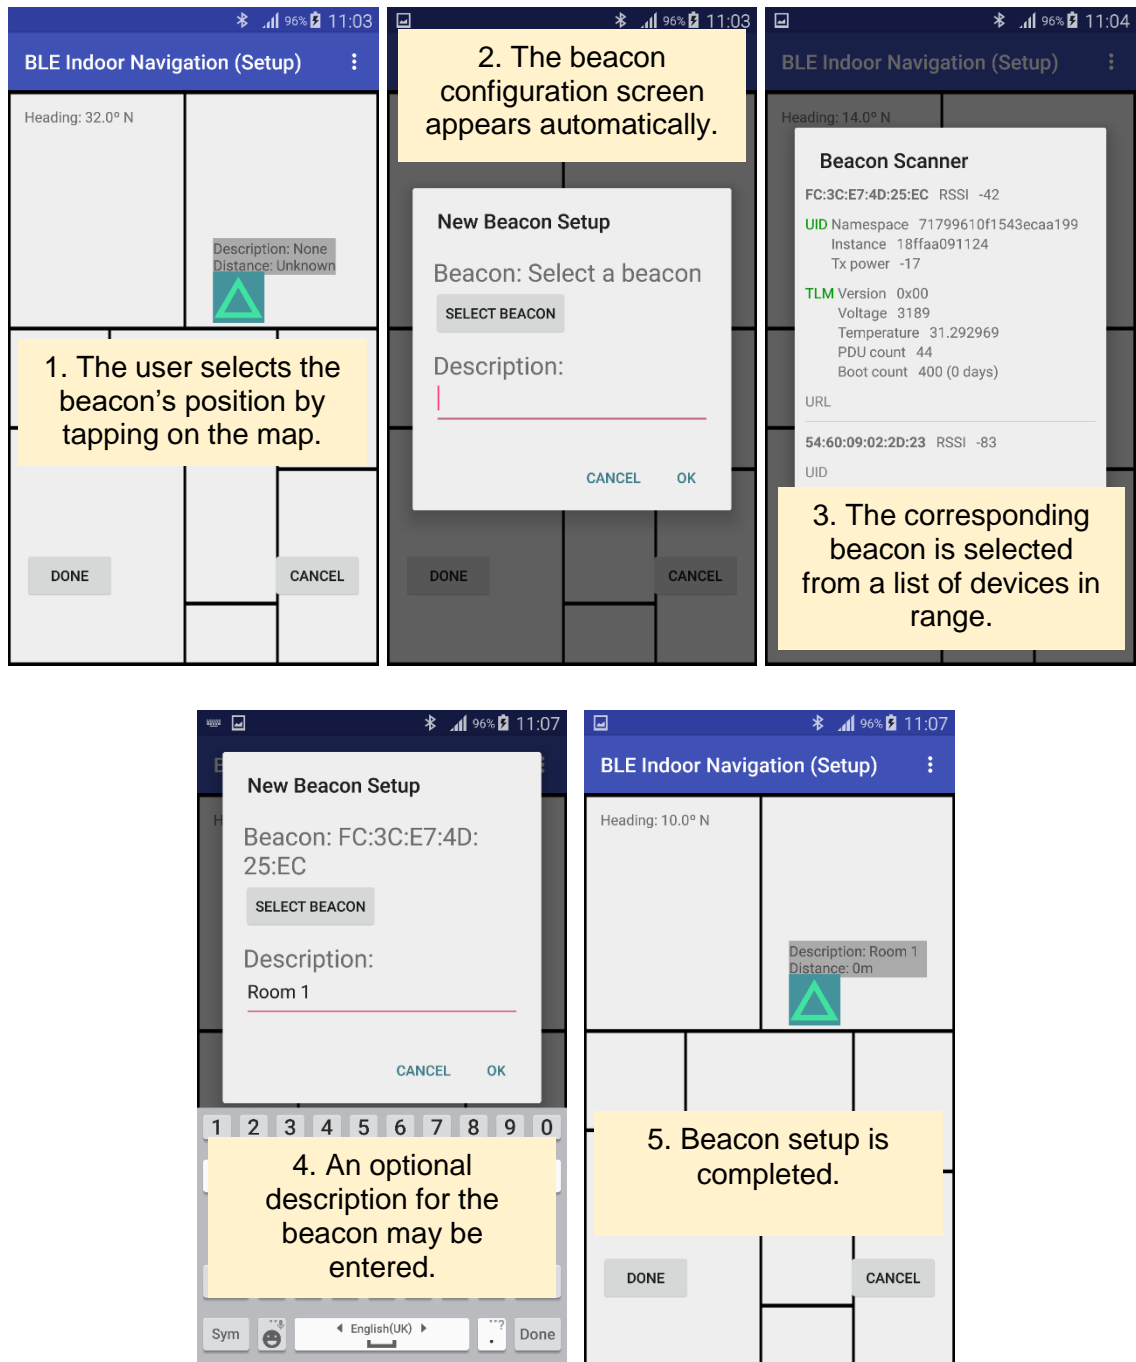 96% 11:03
BLE Indoor Navigation (Setup)
Heading: 32.0º N
Description: None
Distance: Unknown
1. The user selects the
beacon’s position by
tapping on the map.
DONE
CANCEL
96% 11:03
2. The beacon
configuration screen
appears automatically.
New Beacon Setup
Beacon: Select a beacon
SELECT BEACON
Description:
CANCEL OK
DONE
CANCEL
96% 11:04
BLE Indoor Navigation (Setup)
Heading: 14.0º N
Beacon Scanner
FC:3C:E7:4D:25:EC RSSI -42
UID Namespace 71799610f1543ecaa199
Instance 18ffaa091124
Tx power -17
TLM Version 0x00
Voltage 3189
Temperature 31.292969
PDU count 44
Boot count 400 (0 days)
URL
54:60:09:02:2D:23 RSSI -83
UID
3. The corresponding
beacon is selected
from a list of devices in
range.
96% 11:07
B
H
New Beacon Setup
Beacon: FC:3C:E7:4D:
25:EC
SELECT BEACON
Description:
Room 1
CANCEL OK
1 2 3 4 5 6 7 8 9 0
4. An optional
description for the
beacon may be
entered.
Sym English(UK) . Done
96% 11:07
BLE Indoor Navigation (Setup)
Heading: 10.0º N
Description: Room 1
Distance: 0m
5. Beacon setup is
completed.
DONE
CANCEL